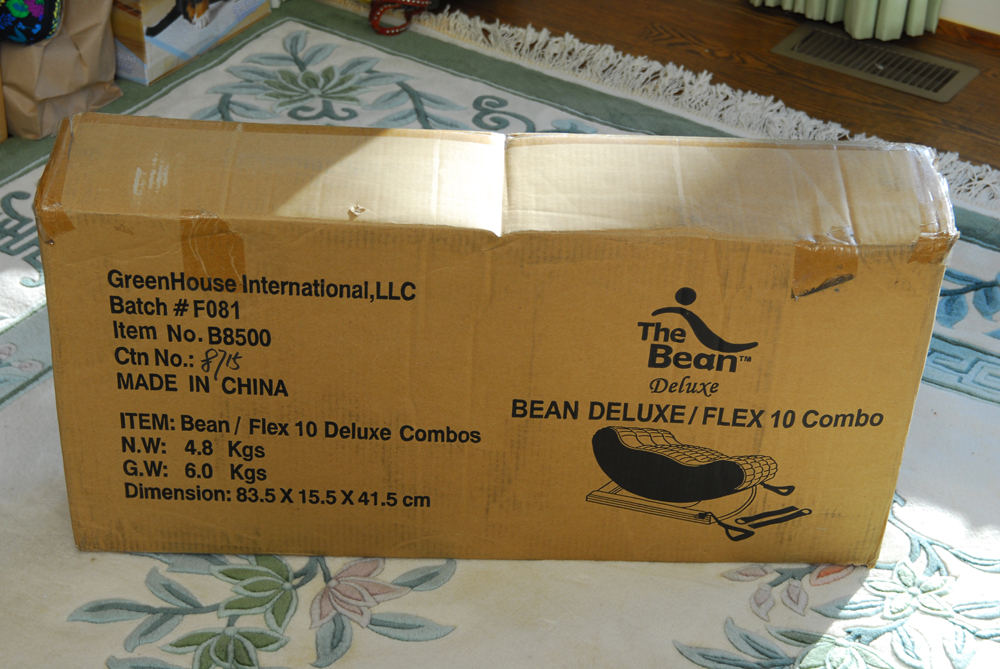 GreenHouse International,LLC
Batch # F081
Item No. B8500
Ctn No.: 8715
MADE IN CHINA
ITEM: Bean / Flex 10 Deluxe Combos
N.W: 4.8 Kgs
G.W: 6.0 Kgs
Dimension: 83.5 X 15.5 X 41.5 cm
The
Bean™
Deluxe
BEAN DELUXE / FLEX 10 Combo